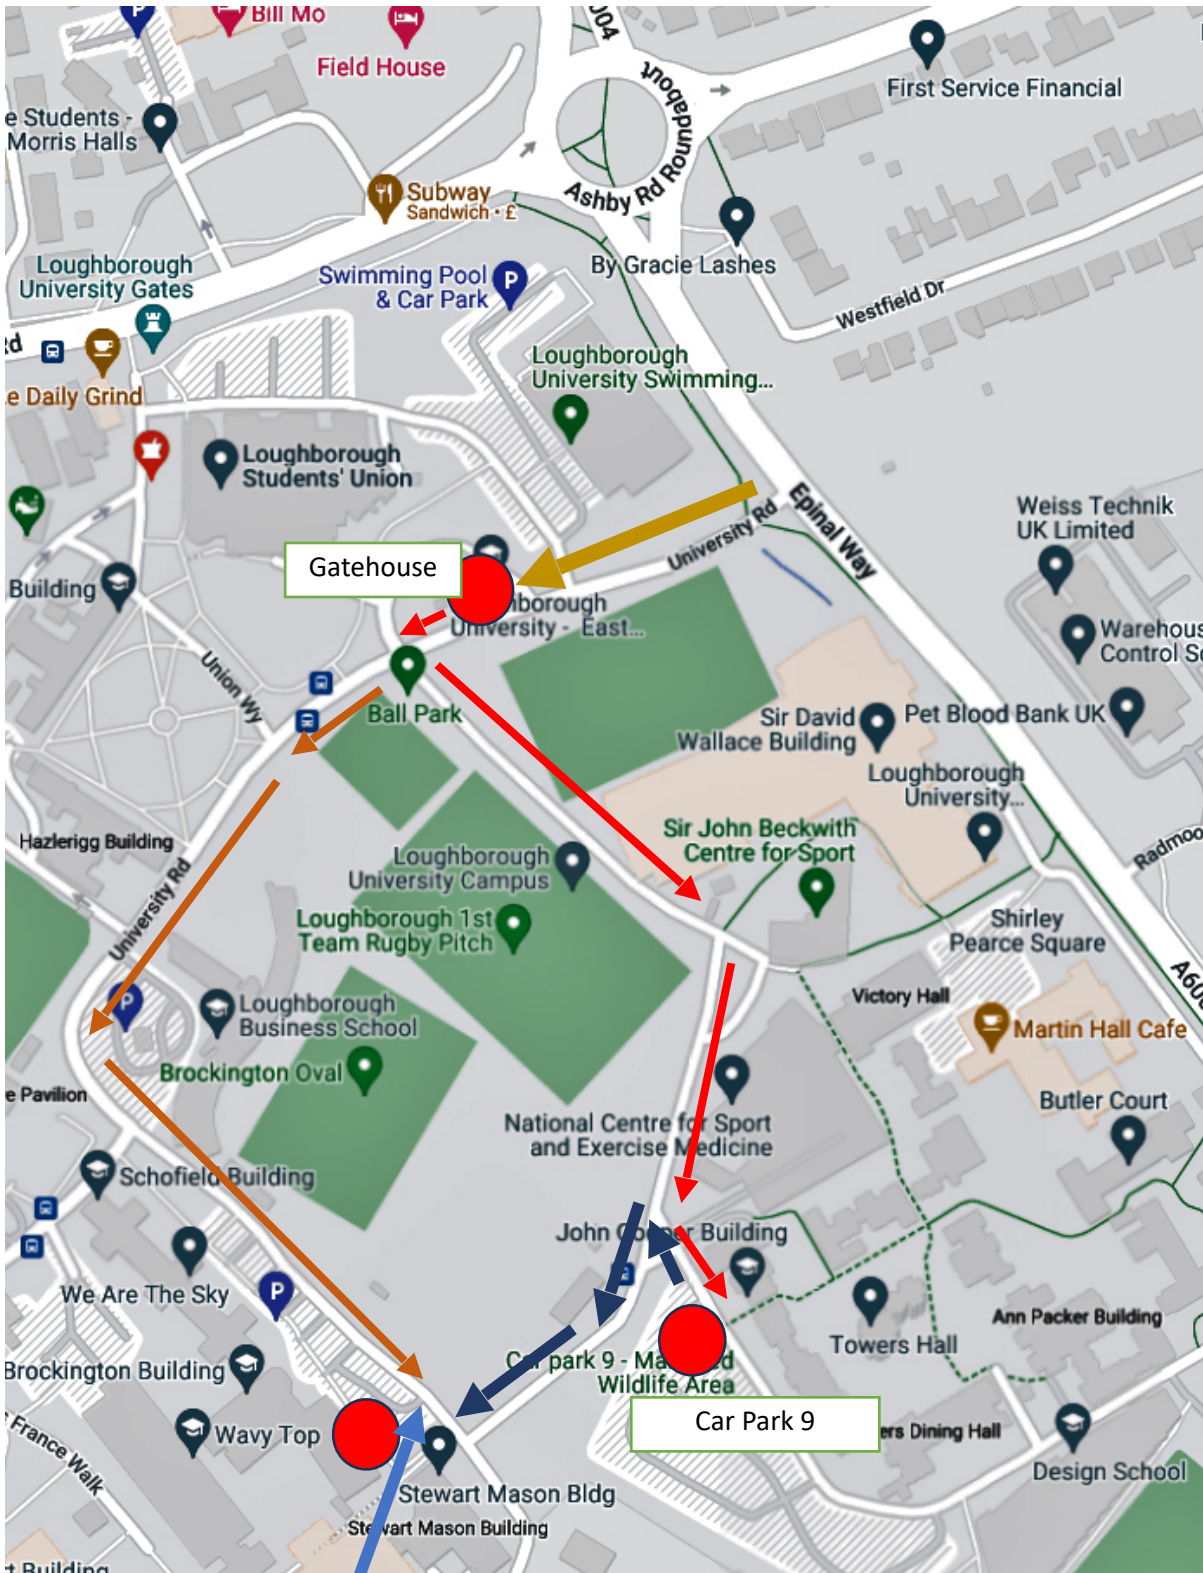 Bill Mo
004
Field House
First Service Financial
e Students -
Morris Halls
Ashby Rd Roundabout
Subway
Sandwich · £
By Gracie Lashes
Westfield Dr
Loughborough
University Gates
Swimming Pool
& Car Park
Rd
e Daily Grind
Loughborough
University Swimming...
Loughborough
Students' Union
Epinal Way
University Rd
Weiss Technik
UK Limited
Gatehouse
Building
hborough
University - East...
Warehous
Control S
Union Wy
Ball Park
Sir David
Wallace Building
Pet Blood Bank UK
Loughborough
University...
Hazlerigg Building
Sir John Beckwith
Centre for Sport
Radmoo
Loughborough
University Campus
University Rd
Loughborough 1st
Team Rugby Pitch
Shirley
Pearce Square
A60
Victory Hall
Loughborough
Business School
Martin Hall Cafe
Brockington Oval
e Pavilion
Butler Court
National Centre for Sport
and Exercise Medicine
Schofield Building
John Cooper Building
We Are The Sky
Ann Packer Building
Towers Hall
Brockington Building
Car park 9 - Ma d
Wildlife Area
Car Park 9
Wavy Top
ers Dining Hall
France Walk
Design School
Stewart Mason Bldg
Stewart Mason Building
t Building